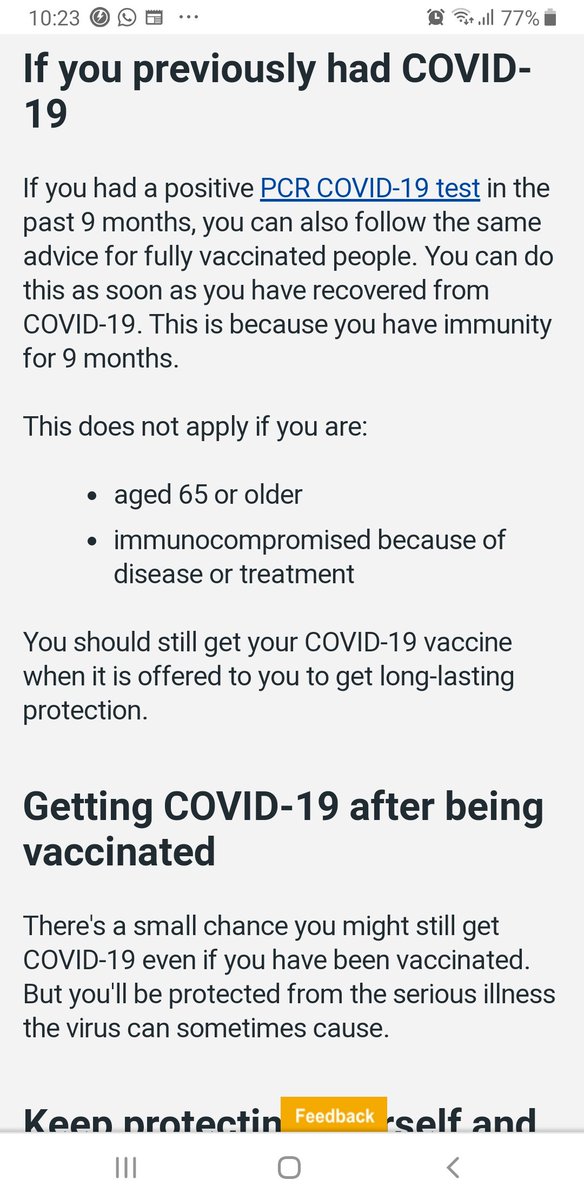 10:23 77%
If you previously had COVID-
19
If you had a positive PCR COVID-19 test in the
past 9 months, you can also follow the same
advice for fully vaccinated people. You can do
this as soon as you have recovered from
COVID-19. This is because you have immunity
for 9 months.
This does not apply if you are:
• aged 65 or older
• immunocompromised because of
disease or treatment
You should still get your COVID-19 vaccine
when it is offered to you to get long-lasting
protection.
Getting COVID-19 after being
vaccinated
There's a small chance you might still get
COVID-19 even if you have been vaccinated.
But you'll be protected from the serious illness
the virus can sometimes cause.
Keep protectin Feedback rself and